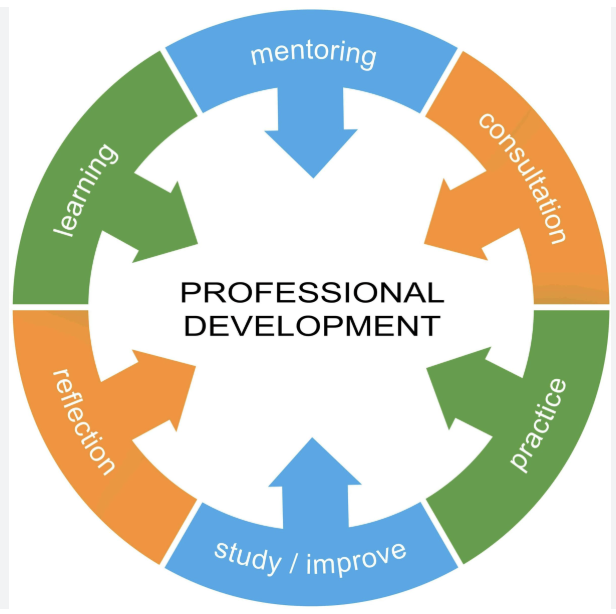 mentoring
consultation
practice
study / improve
reflection
learning
PROFESSIONAL
DEVELOPMENT